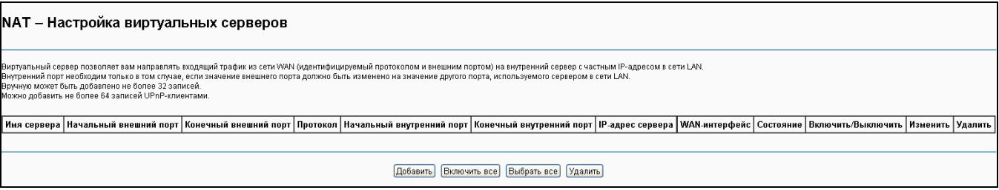 NAT – Настройка виртуальных серверов
Виртуальный сервер позволяет вам направлять входящий трафик из сети WAN (идентифицируемый протоколом и внешним портом) на внутренний сервер с частным IP-адресом в сети LAN.
Внутренний порт необходим только в том случае, если значение внешнего порта должно быть изменено на значение другого порта, используемого сервером в сети LAN.
Вручную может быть добавлено не более 32 записей.
Можно добавить не более 64 записей UPnP-клиентами.
Имя сервера Начальный внешний порт Конечный внешний порт Протокол Начальный внутренний порт Конечный внутренний порт IP-адрес сервера WAN-интерфейс Состояние Включить/Выключить Изменить Удалить
Добавить Включить все Выбрать все Удалить